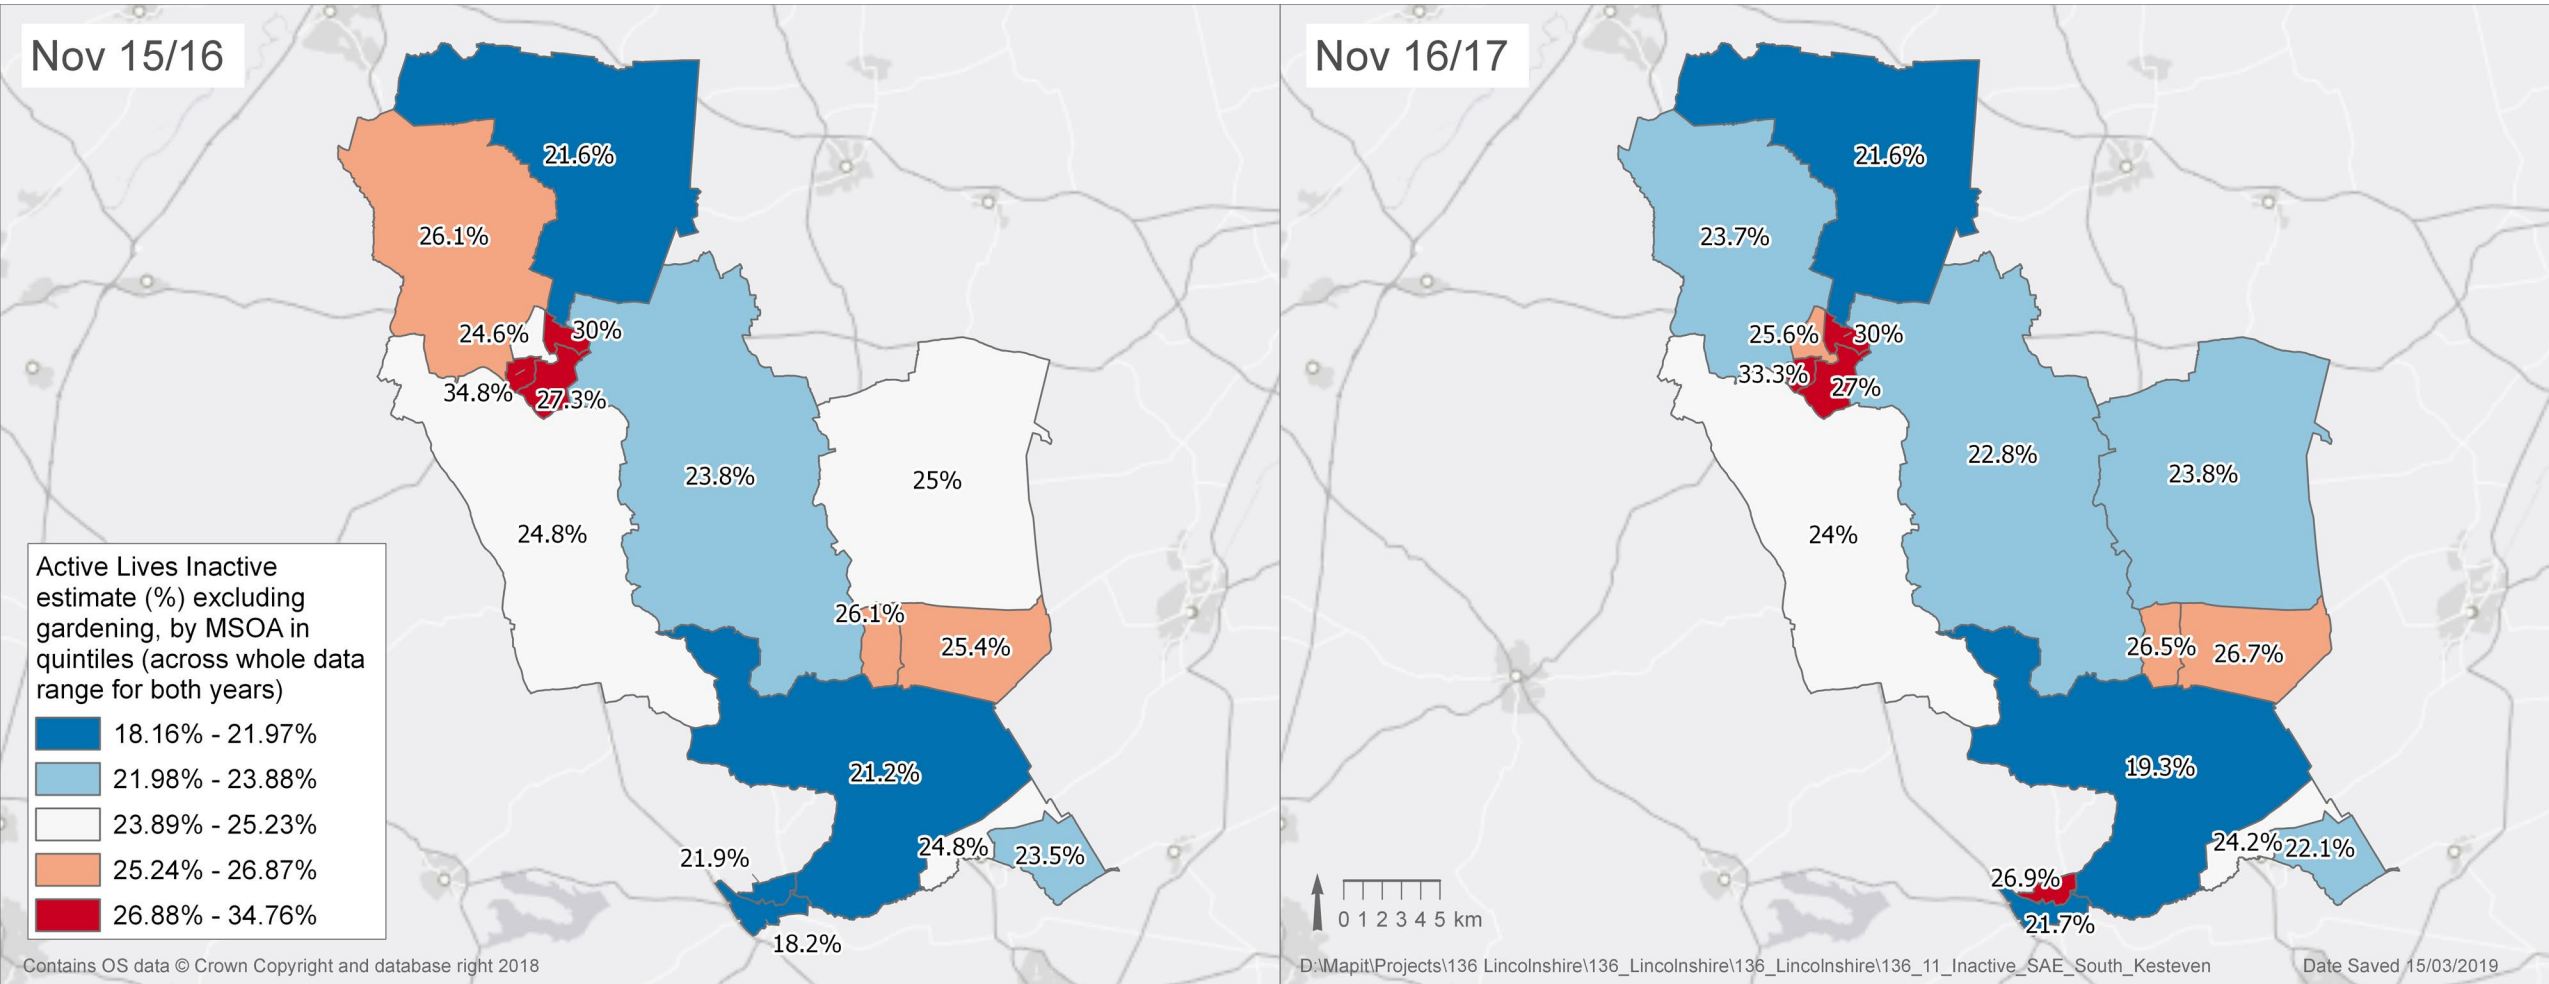 Nov 15/16
21.6%
26.1%
24.6%
30%
34.8%
27.3%
23.8%
25%
24.8%
26.1%
25.4%
21.2%
24.8%
23.5%
21.9%
18.2%
Active Lives Inactive
estimate (%) excluding
gardening, by MSOA in
quintiles (across whole data
range for both years)
18.16% - 21.97%
21.98% - 23.88%
23.89% - 25.23%
25.24% - 26.87%
26.88% - 34.76%
Contains OS data © Crown Copyright and database right 2018
Nov 16/17
21.6%
23.7%
25.6%
30%
33.3%
27%
22.8%
23.8%
24%
26.5%
26.7%
19.3%
24.2%
22.1%
26.9%
21.7%
0 1 2 3 4 5 km
D:\Mapit\Projects\136 Lincolnshire\136_Lincolnshire\136_Lincolnshire\136_11_Inactive_SAE_South_Kesteven
Date Saved 15/03/2019